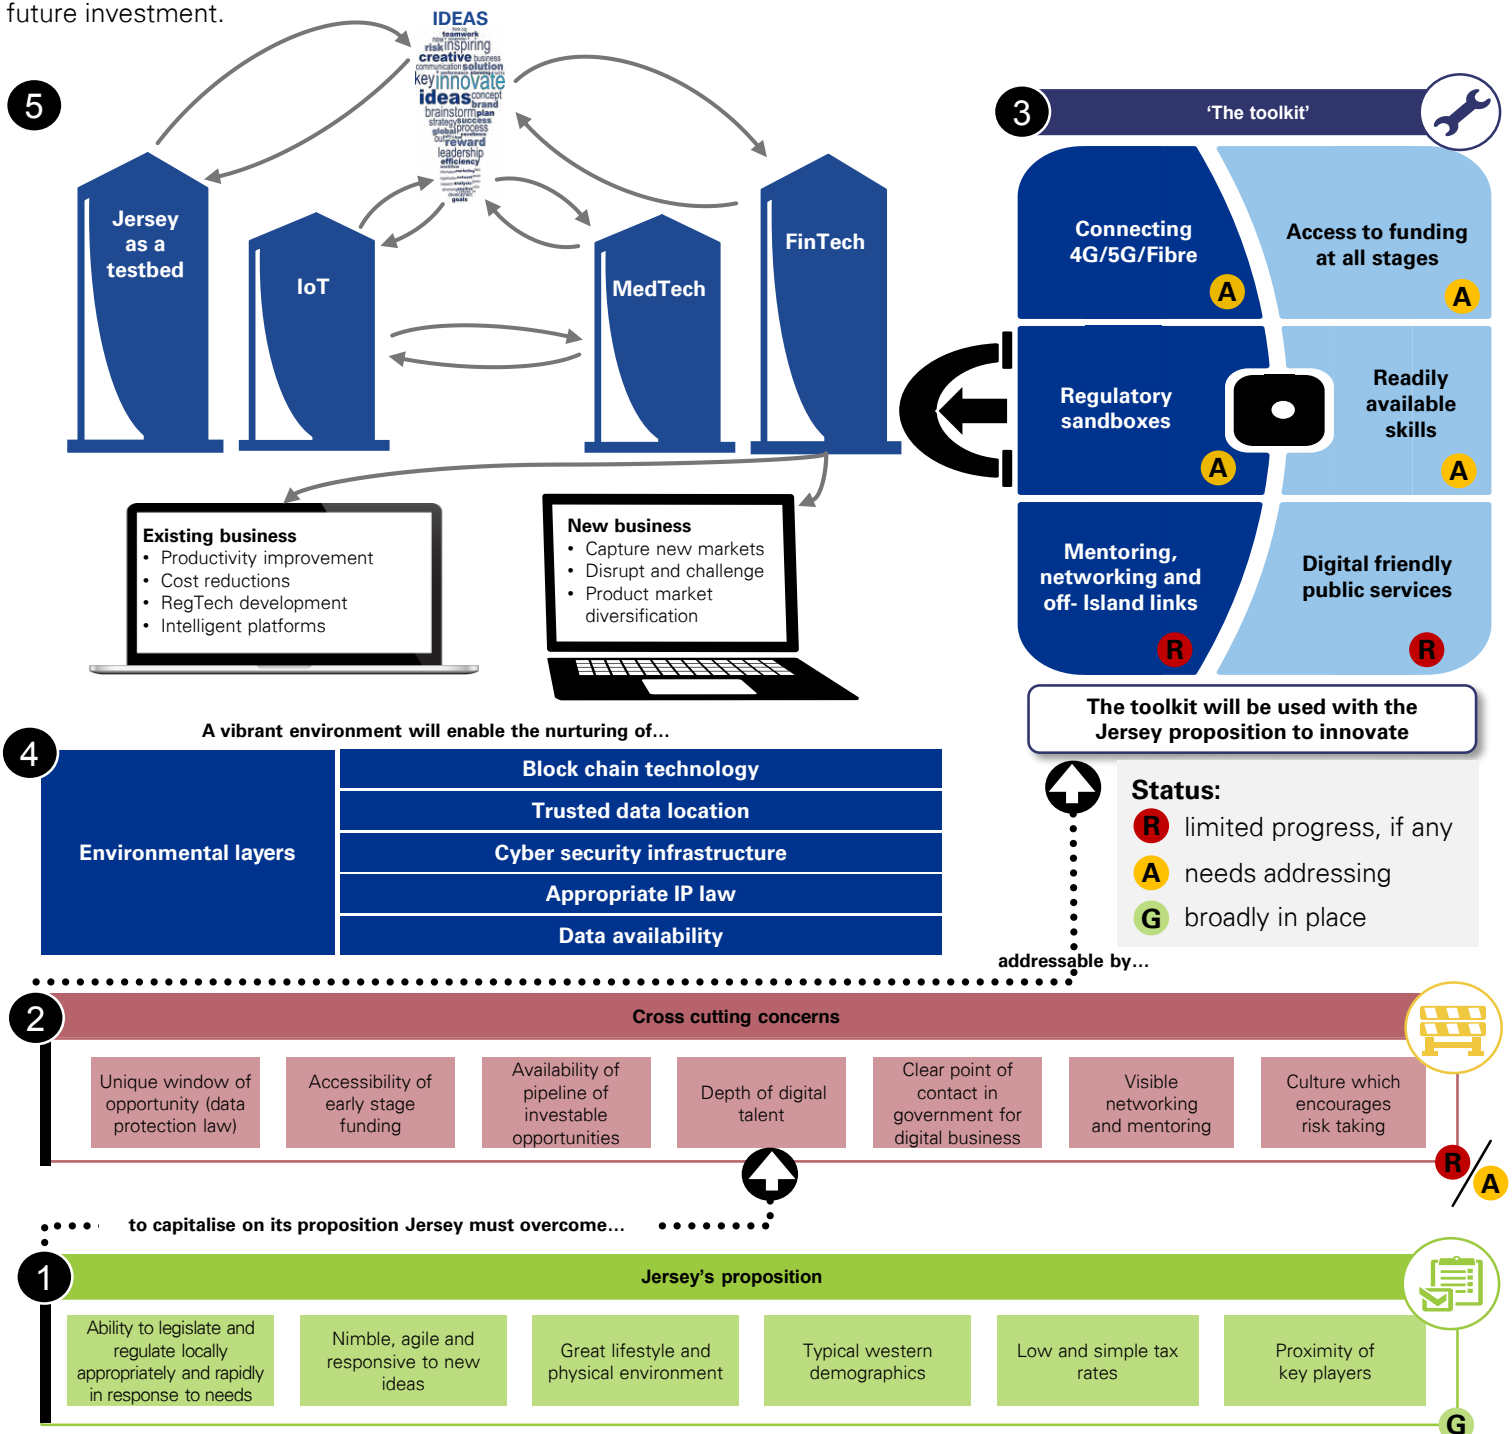 future investment.
5
IDEAS
teamwork
risk inspiring
creative business
communication solution
key innovate
ideas concept
brand
brainstorm plan
strategy success
global process
reward
leadership
efficiency
goals
Jersey
as a
testbed
IoT
MedTech
FinTech
Existing business
• Productivity improvement
• Cost reductions
• RegTech development
• Intelligent platforms
New business
• Capture new markets
• Disrupt and challenge
• Product market
diversification
3
‘The toolkit’
Connecting
4G/5G/Fibre
A
Access to funding
at all stages
A
Regulatory
sandboxes
A
Readily
available
skills
A
Mentoring,
networking and
off- Island links
R
Digital friendly
public services
R
The toolkit will be used with the
Jersey proposition to innovate
Status:
R limited progress, if any
A needs addressing
G broadly in place
addressable by...
4
A vibrant environment will enable the nurturing of...
Environmental layers
Block chain technology
Trusted data location
Cyber security infrastructure
Appropriate IP law
Data availability
2
Cross cutting concerns
Unique window of
opportunity (data
protection law)
Accessibility of
early stage
funding
Availability of
pipeline of
investable
opportunities
Depth of digital
talent
Clear point of
contact in
government for
digital business
Visible
networking
and mentoring
Culture which
encourages
risk taking
R/A
to capitalise on its proposition Jersey must overcome...
1
Jersey’s proposition
Ability to legislate and
regulate locally
appropriately and rapidly
in response to needs
Nimble, agile and
responsive to new
ideas
Great lifestyle and
physical environment
Typical western
demographics
Low and simple tax
rates
Proximity of
key players
G